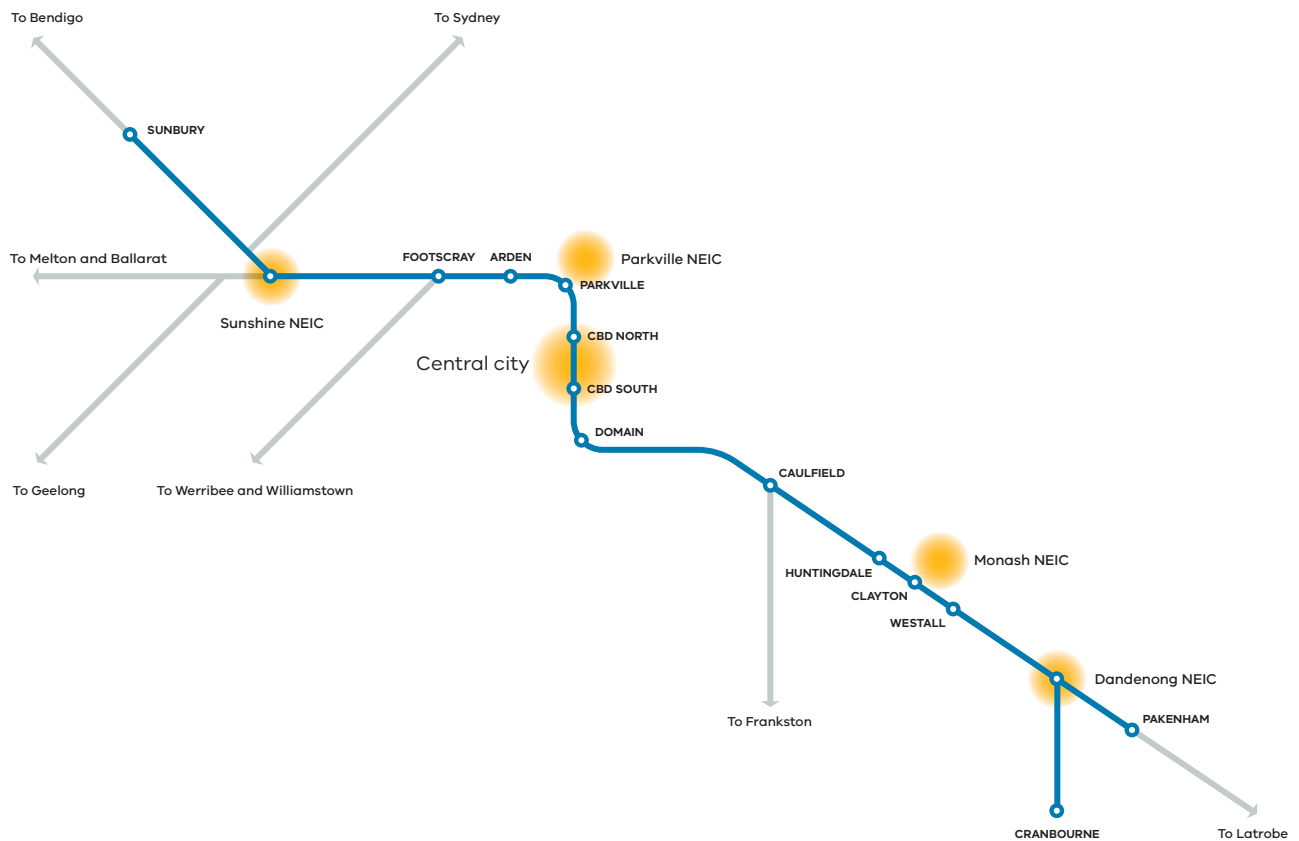 To Bendigo
To Sydney
SUNBURY
To Melton and Ballarat
FOOTSCRAY
ARDEN
Parkville NEIC
PARKVILLE
Sunshine NEIC
CBD NORTH
Central city
CBD SOUTH
DOMAIN
CAULFIELD
To Geelong
To Werribee and Williamstown
Monash NEIC
HUNTINGDALE
CLAYTON
WESTALL
Dandenong NEIC
To Frankston
PAKENHAM
CRANBOURNE
To Latrobe